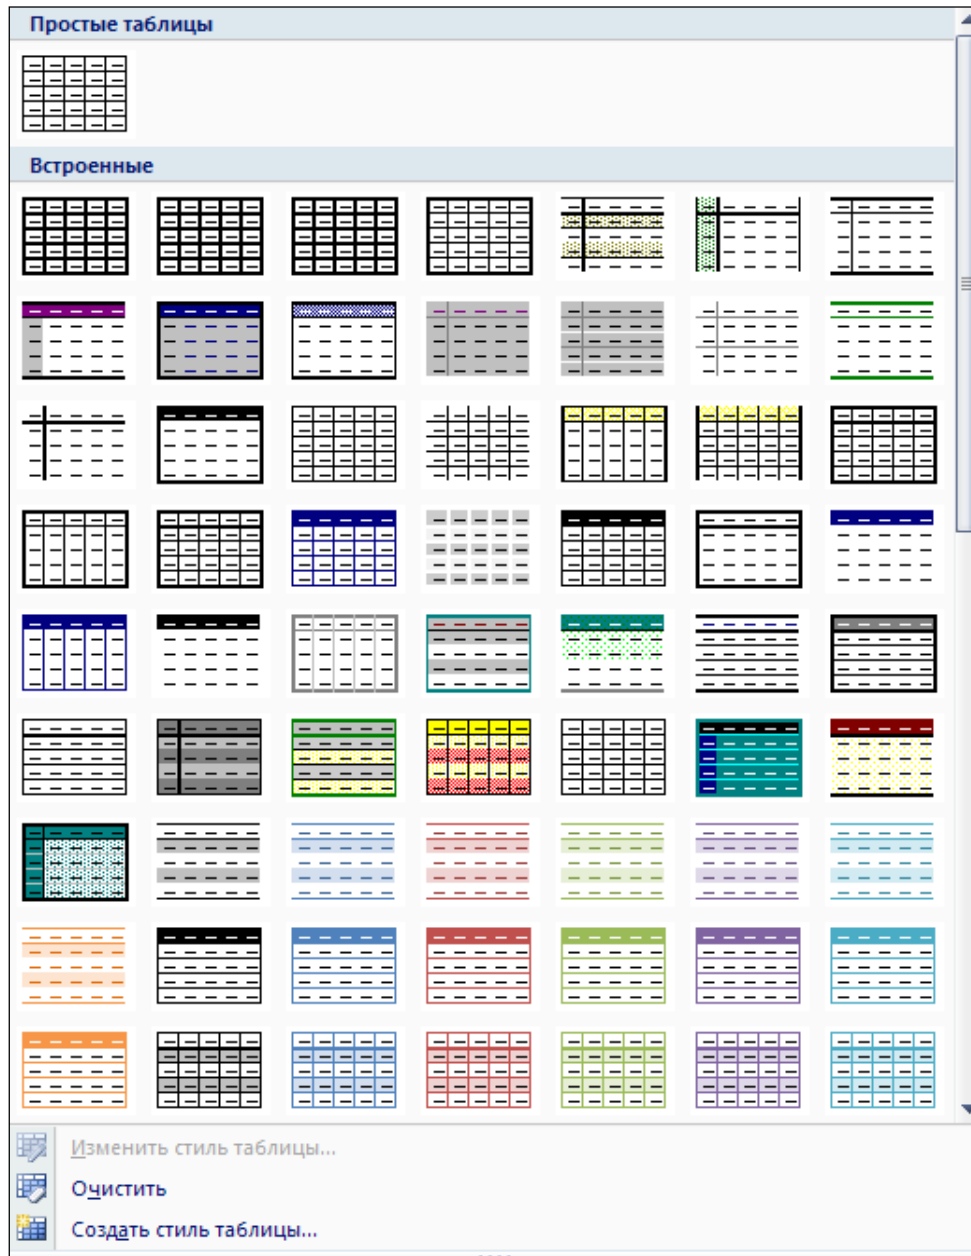 Простые таблицы
Встроенные
Изменить стиль таблицы...
Очистить
Создать стиль таблицы...